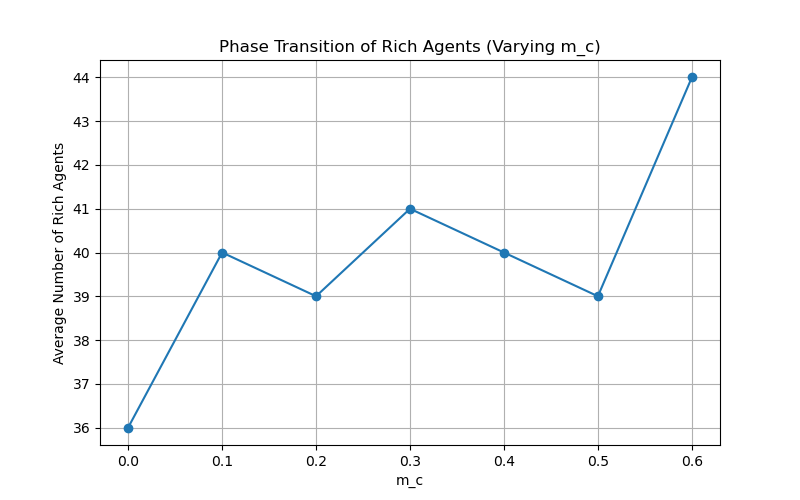 Phase Transition of Rich Agents (Varying m_c)
Average Number of Rich Agents
44
43
42
41
40
39
38
37
36
0.0 0.1 0.2 0.3 0.4 0.5 0.6
m_c